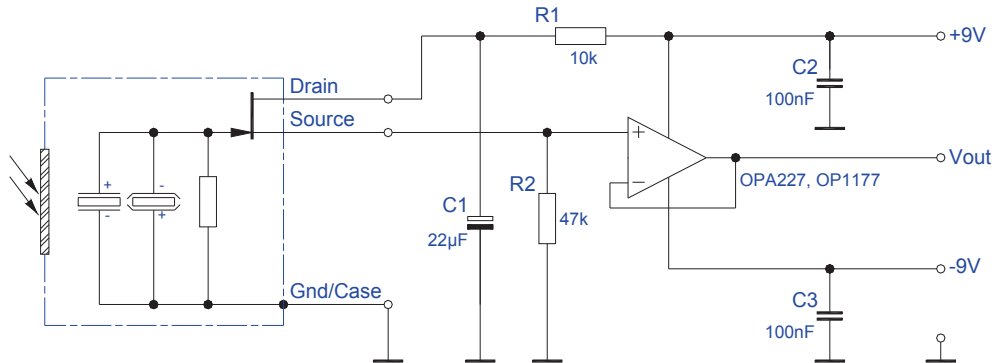 R1
10k
+9V
C2
100nF
Drain
Source
+
-
-
+
+
−
Vout
OPA227, OP1177
R2
47k
C1
22µF
Gnd/Case
-9V
C3
100nF